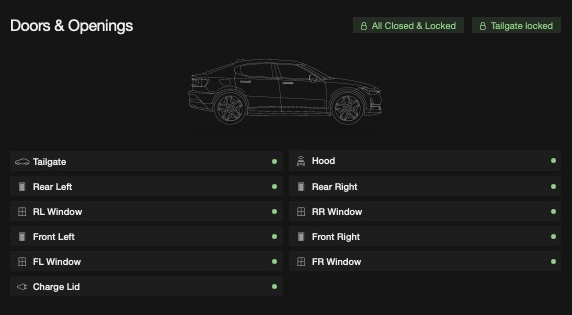 Doors & Openings
All Closed & Locked
Tailgate locked
Tailgate
Hood
Rear Left
Rear Right
RL Window
RR Window
Front Left
Front Right
FL Window
FR Window
Charge Lid